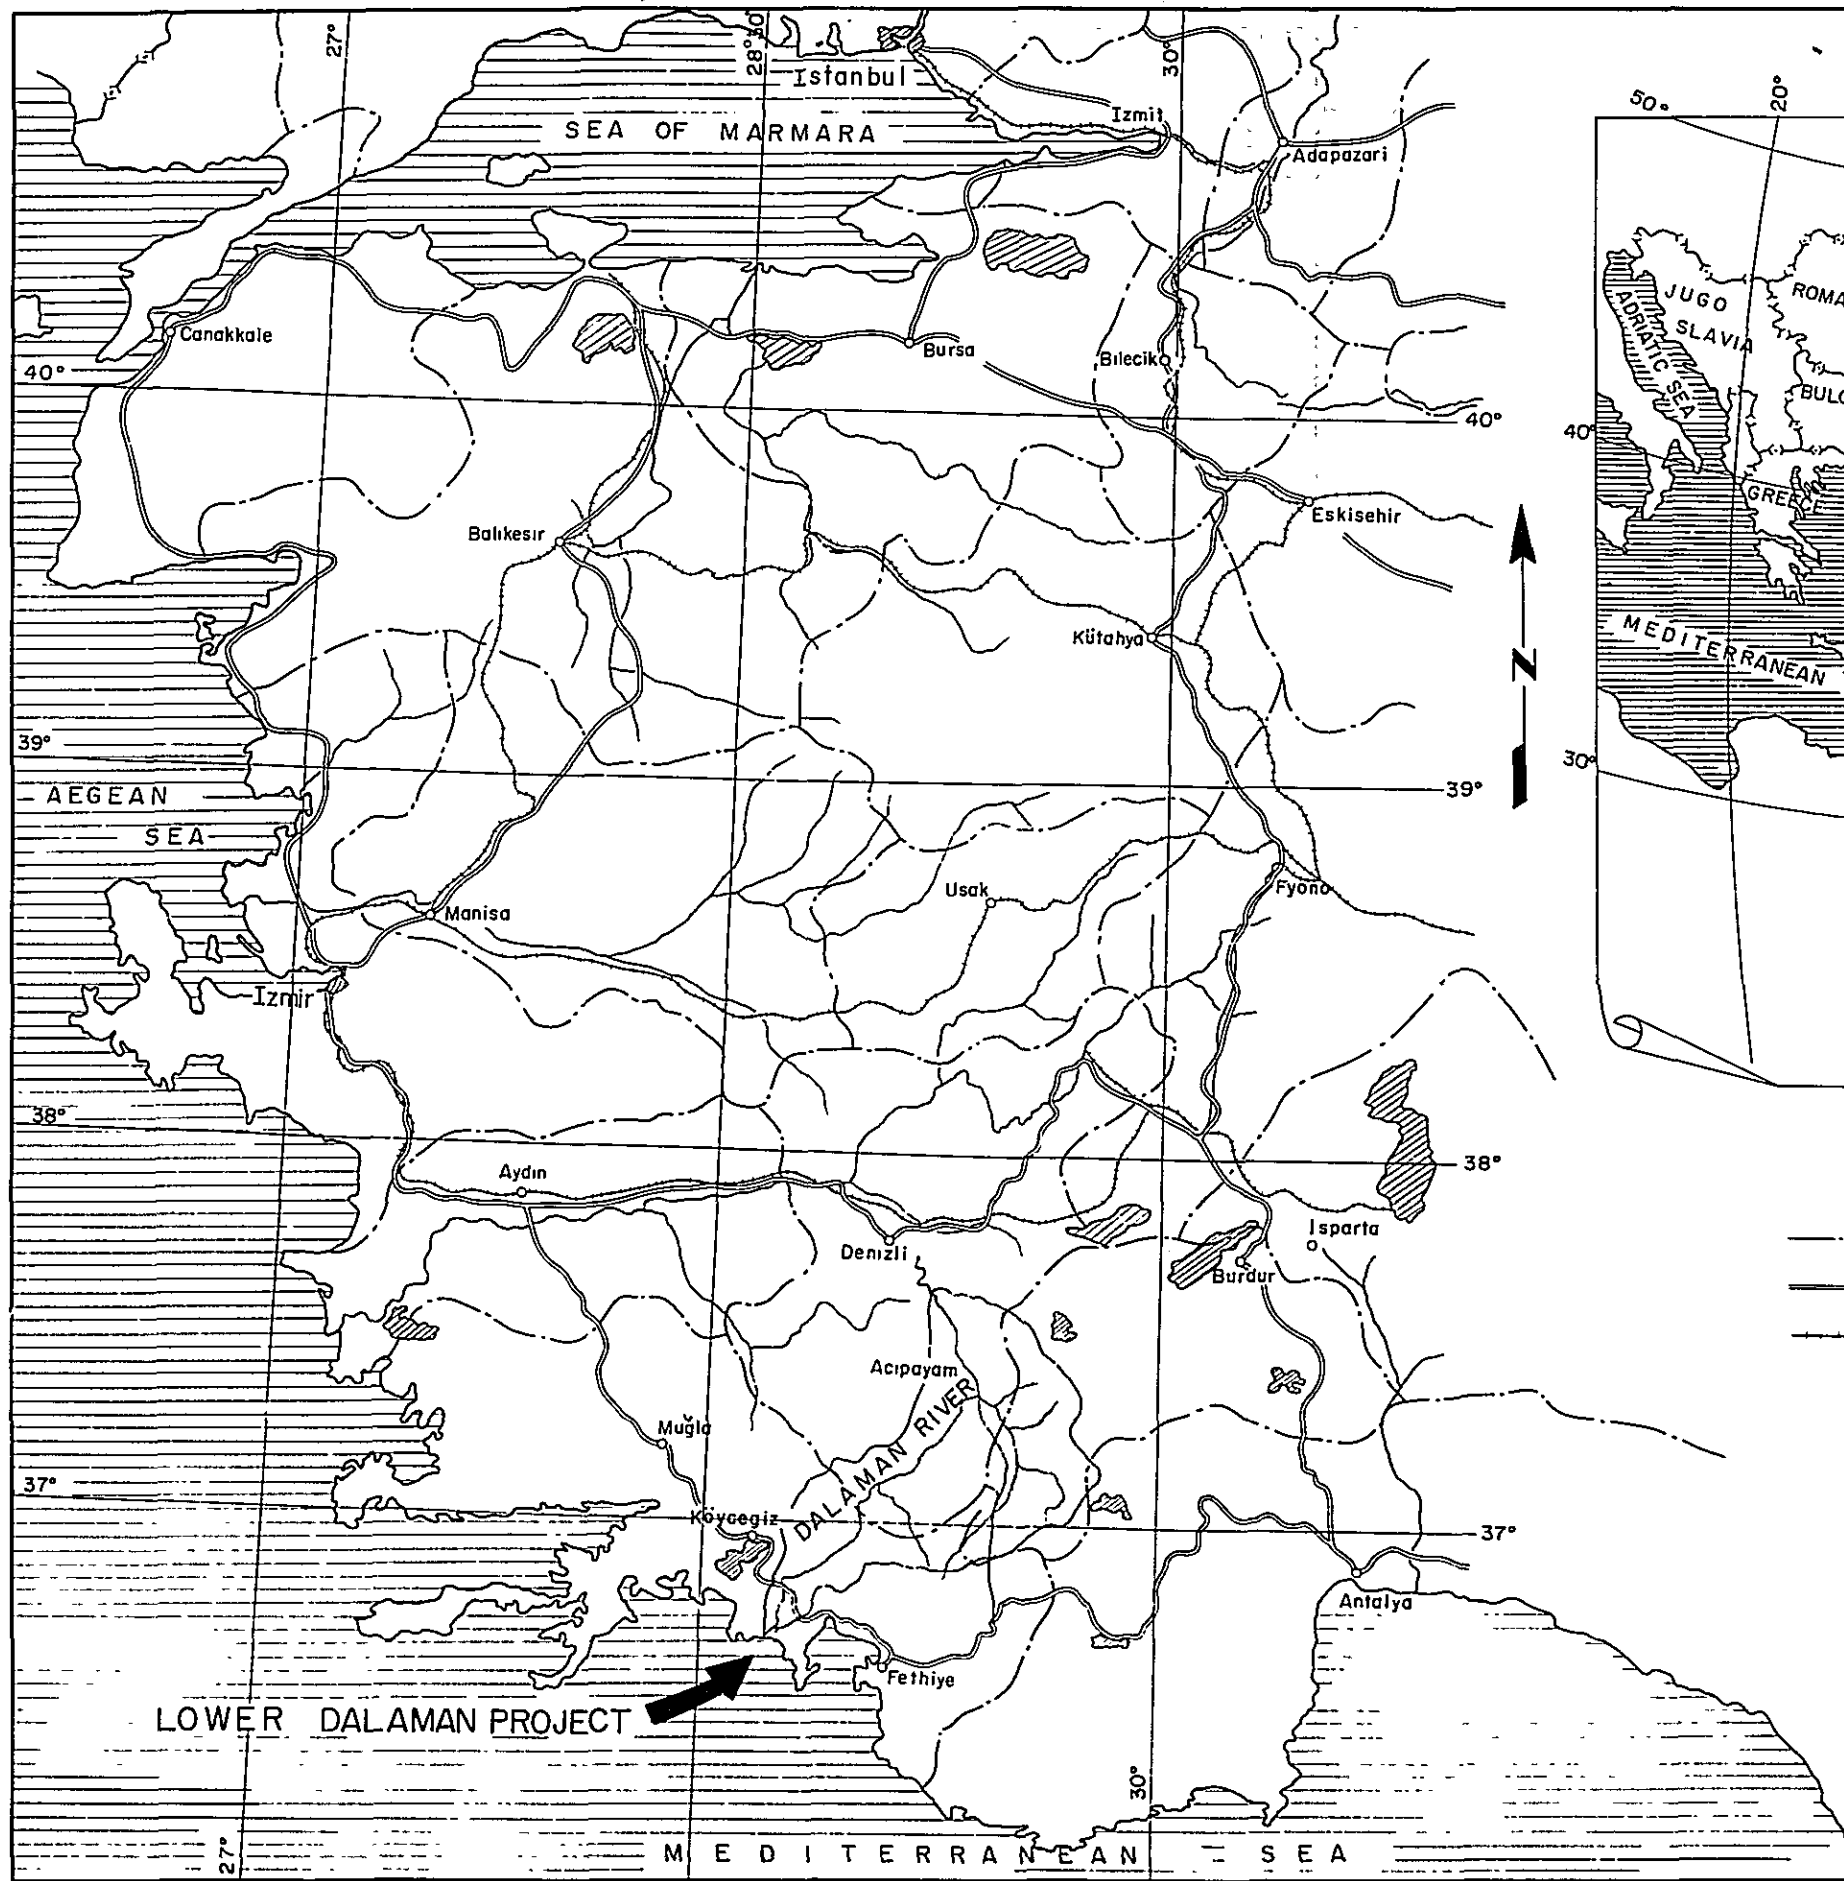 27°
28°30'
30°
Istanbul
Izmit
SEA OF MARMARA
Adapazari
Canakkale
Bursa
Bılecik
40°
40°
Balıkesır
Eskisehir
Kütahya
N
39°
39°
AEGEAN
SEA
Usak
Fyono
Manisa
Izmir
38°
38°
Aydın
Denızli
Isparta
Burdur
Acıpayam
Muğla
DALAMAN RIVER
37°
37°
Köycegiz
Antalya
Fethiye
LOWER DALAMAN PROJECT
30°
27°
MEDITERRANEAN SEA
50°
20°
JUGO
SLAVIA
ROMA
ADRIATIC SEA
BULG
40°
GREECE
MEDITERRANEAN
30°